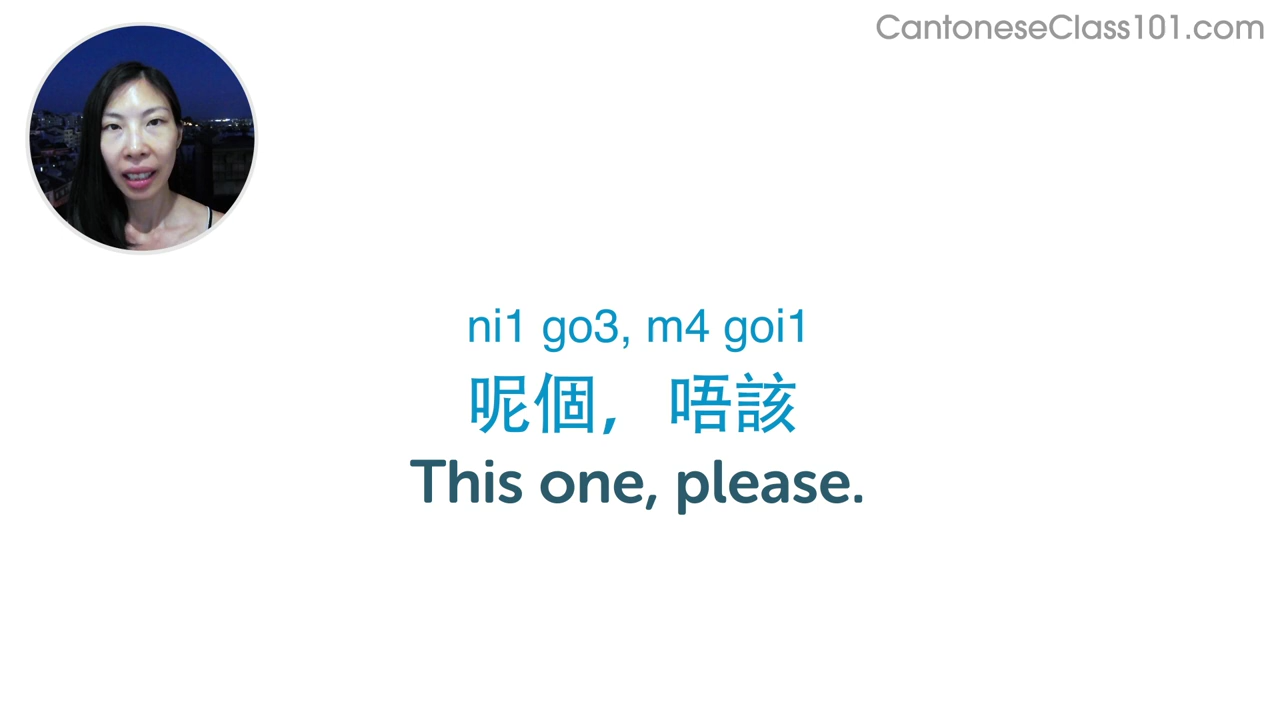 CantoneseClass101.com
ni1 go3, m4 goi1
呢個，唔該
This one, please.